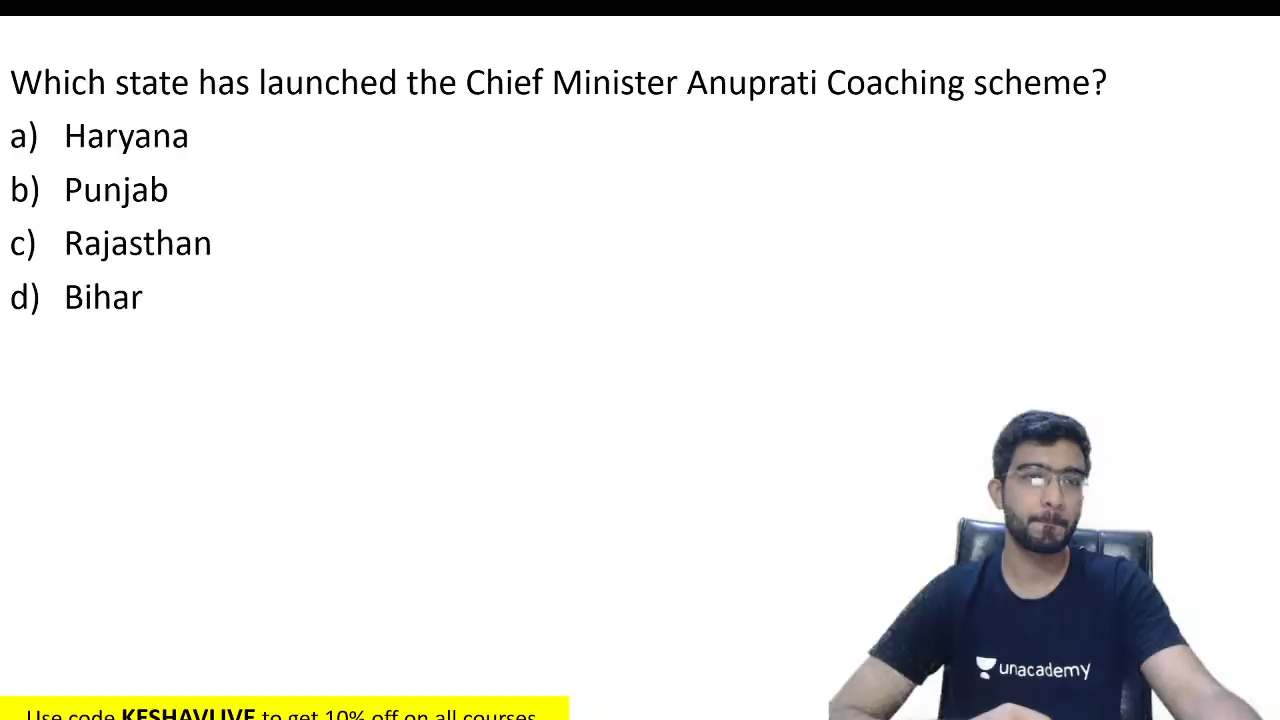 Which state has launched the Chief Minister Anuprati Coaching scheme?
a) Haryana
b) Punjab
c) Rajasthan
d) Bihar
unacademy
Use code KESHAVLIVE to get 10% off on all courses